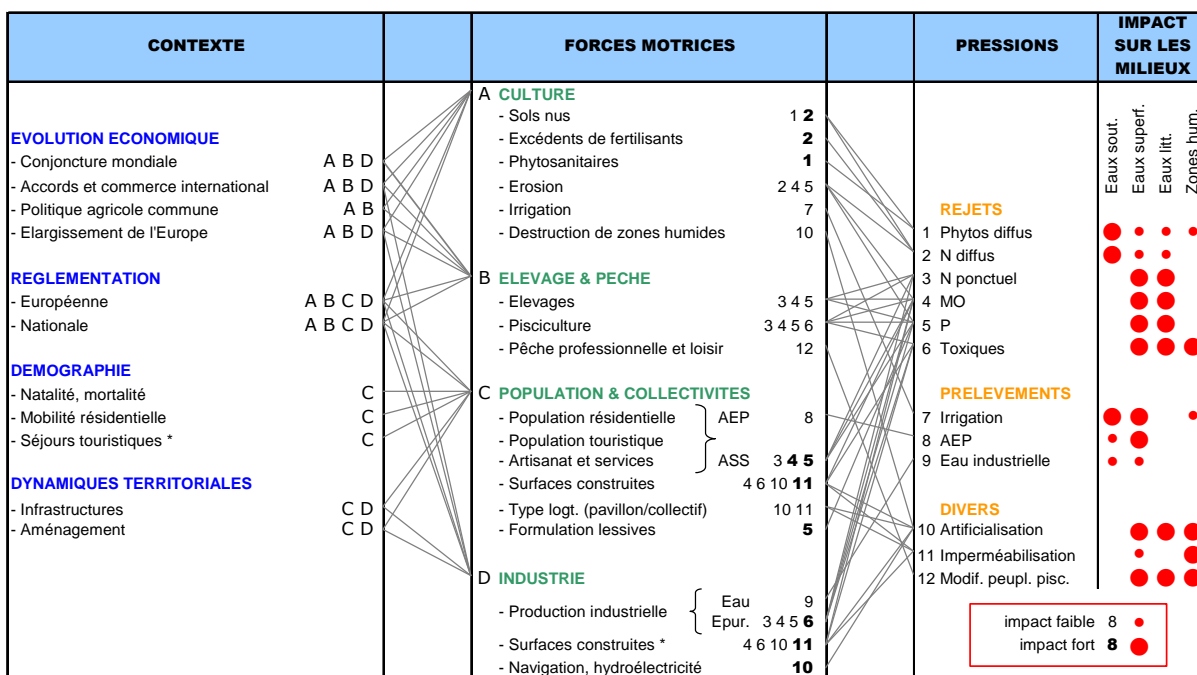 CONTEXTE
FORCES MOTRICES
PRESSIONS
IMPACT
SUR LES
MILIEUX
EVOLUTION ECONOMIQUE
- Conjoncture mondiale A B D
- Accords et commerce international A B D
- Politique agricole commune A B
- Elargissement de l'Europe A B D
REGLEMENTATION
- Européenne A B C D
- Nationale A B C D
DEMOGRAPHIE
- Natalité, mortalité C
- Mobilité résidentielle C
- Séjours touristiques * C
DYNAMIQUES TERRITORIALES
- Infrastructures C D
- Aménagement C D
A CULTURE
- Sols nus 1 2
- Excédents de fertilisants 2
- Phytosanitaires 1
- Erosion 2 4 5
- Irrigation 7
- Destruction de zones humides 10
B ELEVAGE & PECHE
- Elevages 3 4 5
- Pisciculture 3 4 5 6
- Pêche professionnelle et loisir 12
C POPULATION & COLLECTIVITES
- Population résidentielle AEP 8
- Population touristique
- Artisanat et services ASS 3 4 5
- Surfaces construites 4 6 10 11
- Type logt. (pavillon/collectif) 10 11
- Formulation lessives 5
D INDUSTRIE
Eau 9
- Production industrielle
Epur. 3 4 5 6
- Surfaces construites * 4 6 10 11
- Navigation, hydroélectricité 10
REJETS
1 Phytos diffus
2 N diffus
3 N ponctuel
4 MO
5 P
6 Toxiques
PRELEVEMENTS
7 Irrigation
8 AEP
9 Eau industrielle
DIVERS
10 Artificialisation
11 Imperméabilisation
12 Modif. peupl. pisc.
Eaux sout.
Eaux superf.
Eaux litt.
Zones hum.
impact faible 8
impact fort 8